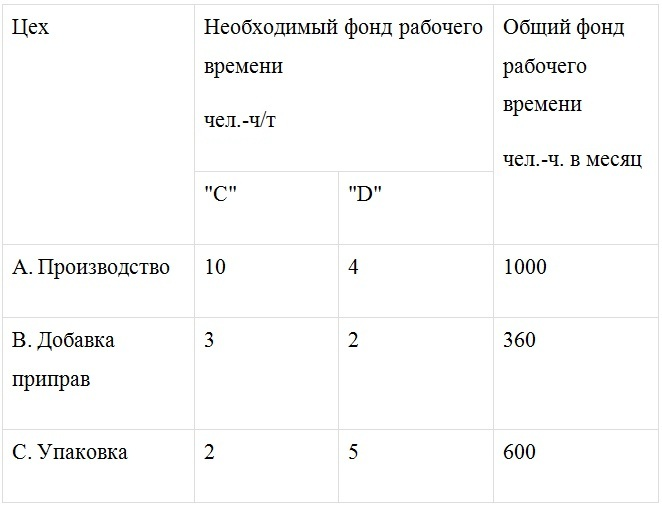 Цех
Необходимый фонд рабочего
времени
чел.-ч/т
Общий фонд
рабочего
времени
чел.-ч. в месяц
"C"
"D"
А. Производство
10
4
1000
В. Добавка
приправ
3
2
360
С. Упаковка
2
5
600